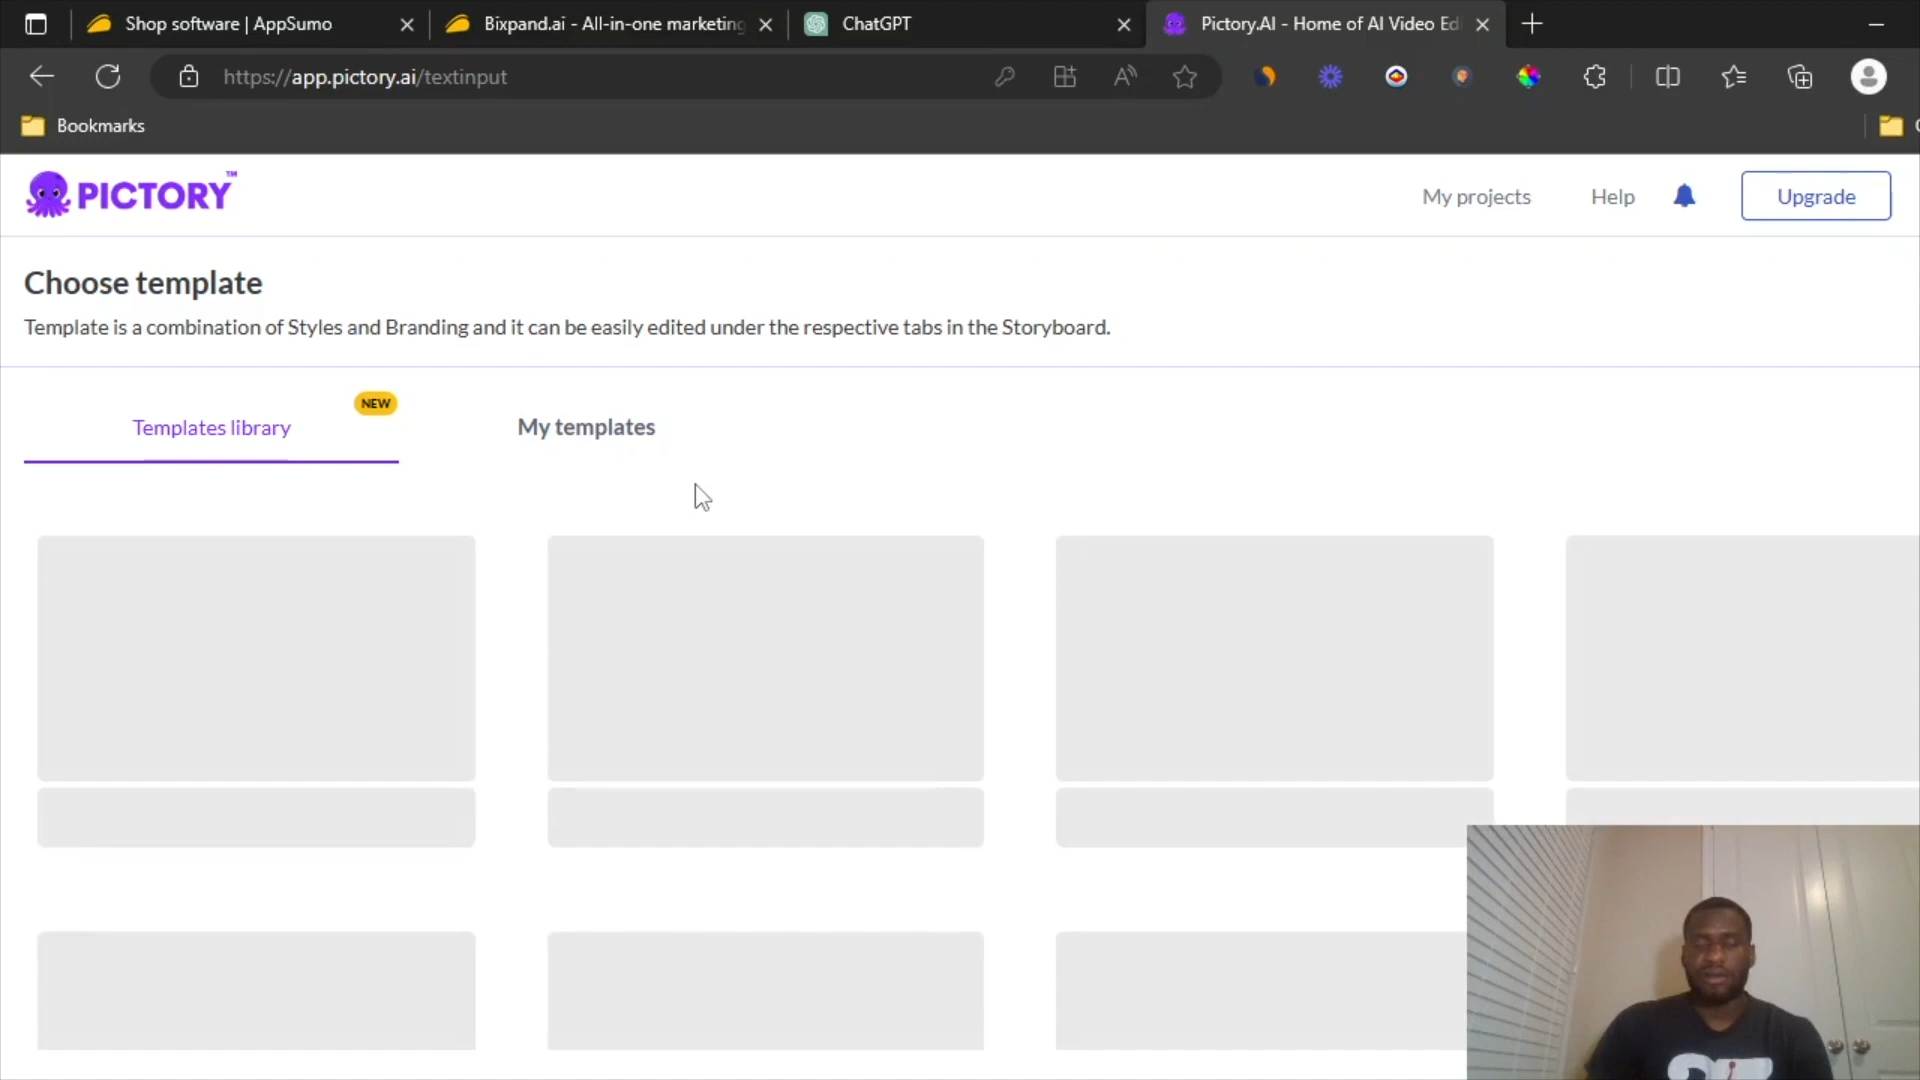 Shop software | AppSumo
Bixpand.ai - All-in-one marketing
ChatGPT
Pictory.AI - Home of AI Video Ed
https://app.pictory.ai/textinput
Bookmarks
PICTORY™
My projects
Help
Upgrade
Choose template
Template is a combination of Styles and Branding and it can be easily edited under the respective tabs in the Storyboard.
NEW
Templates library
My templates